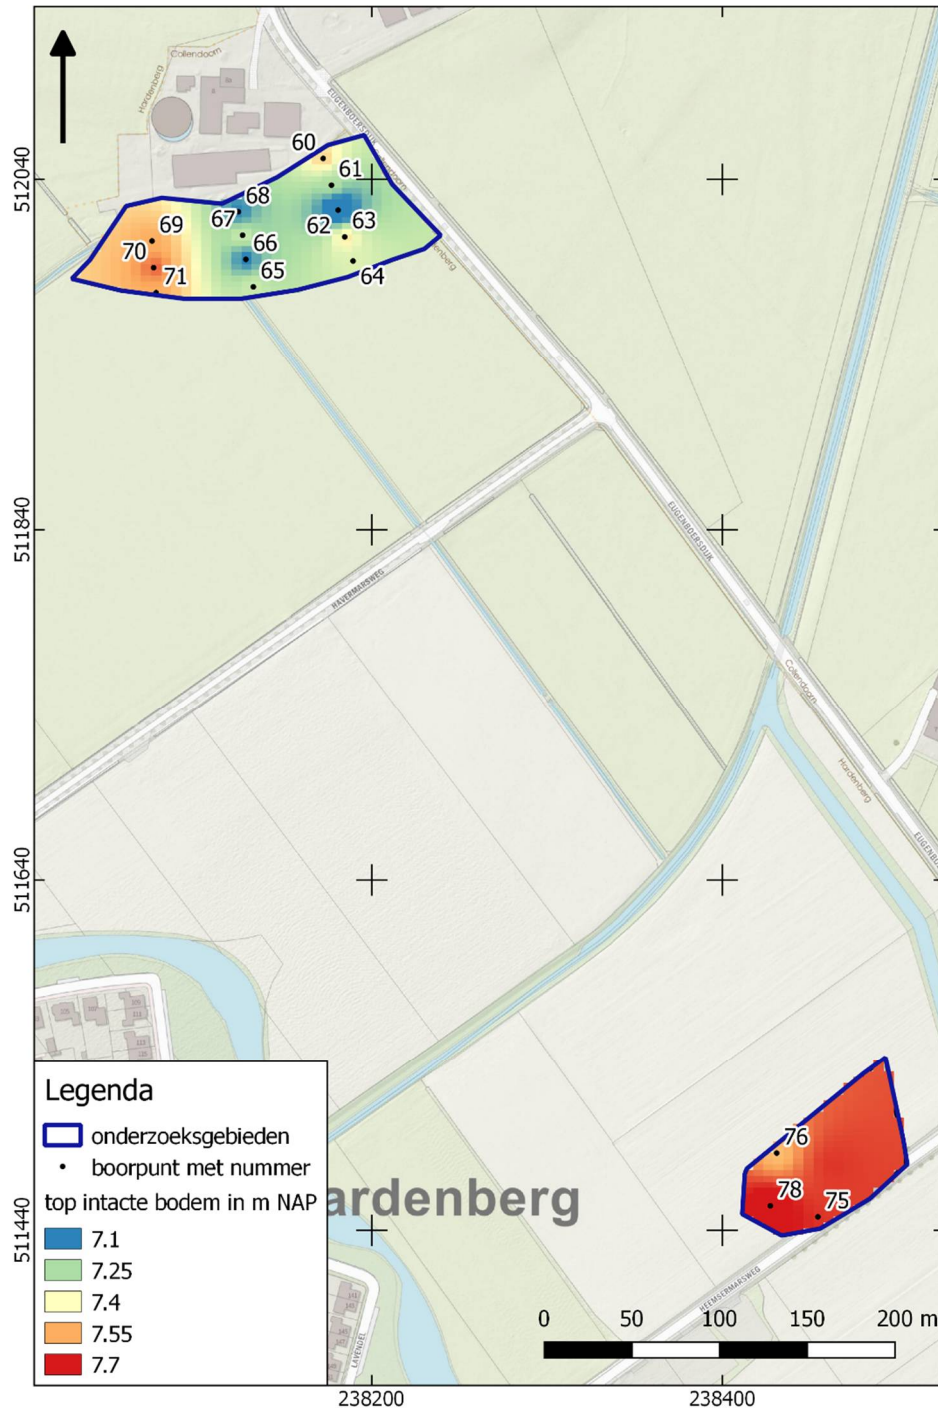 Collendoorn
Hardenberg
EUGENBOERSDIJK
60
61
62
63
64
65
66
67
68
69
70
71
512040
511840
511640
511440
EUGENBOERSDIJK
HAVERMARSWEG
Collendoorn
Hardenberg
Legenda
onderzoeksgebieden
boorpunt met nummer
top intacte bodem in m NAP
7.1
7.25
7.4
7.55
7.7
ardenberg
76
78
75
HEEMSERMARSWEG
LAVENDEL
0 50 100 150 200 m
238200 238400